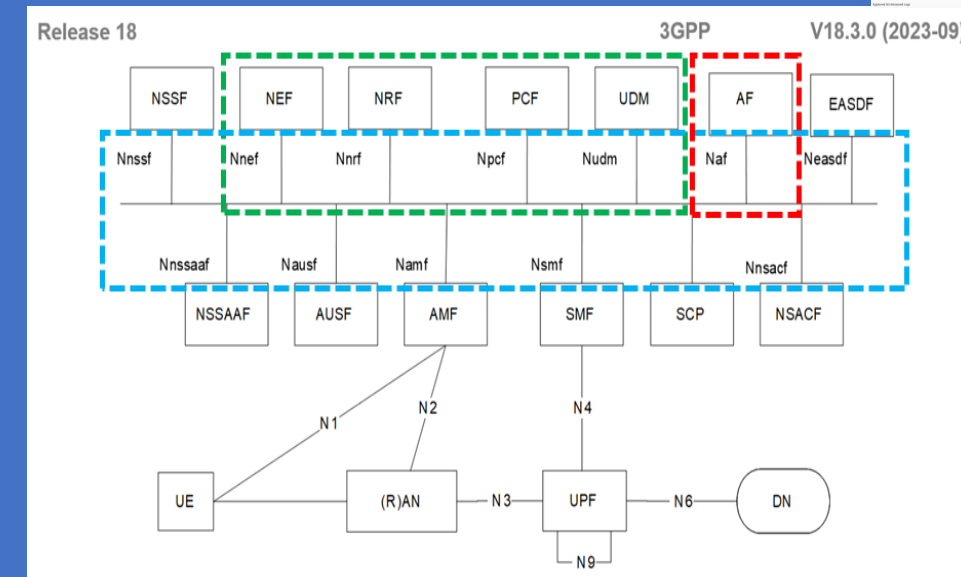 Release 18 3GPP V18.3.0 (2023-09)
NSSF NEF NRF PCF UDM AF EASDF
Nnssf Nnef Nnrf Npcf Nudm Naf Neasdf
Nnssaaf Nausf Namf Nsmf Nnsacf
NSSAAF AUSF AMF SMF SCP NSACF
N1 N2 N4
UE (R)AN N3 UPF N6 DN
N9